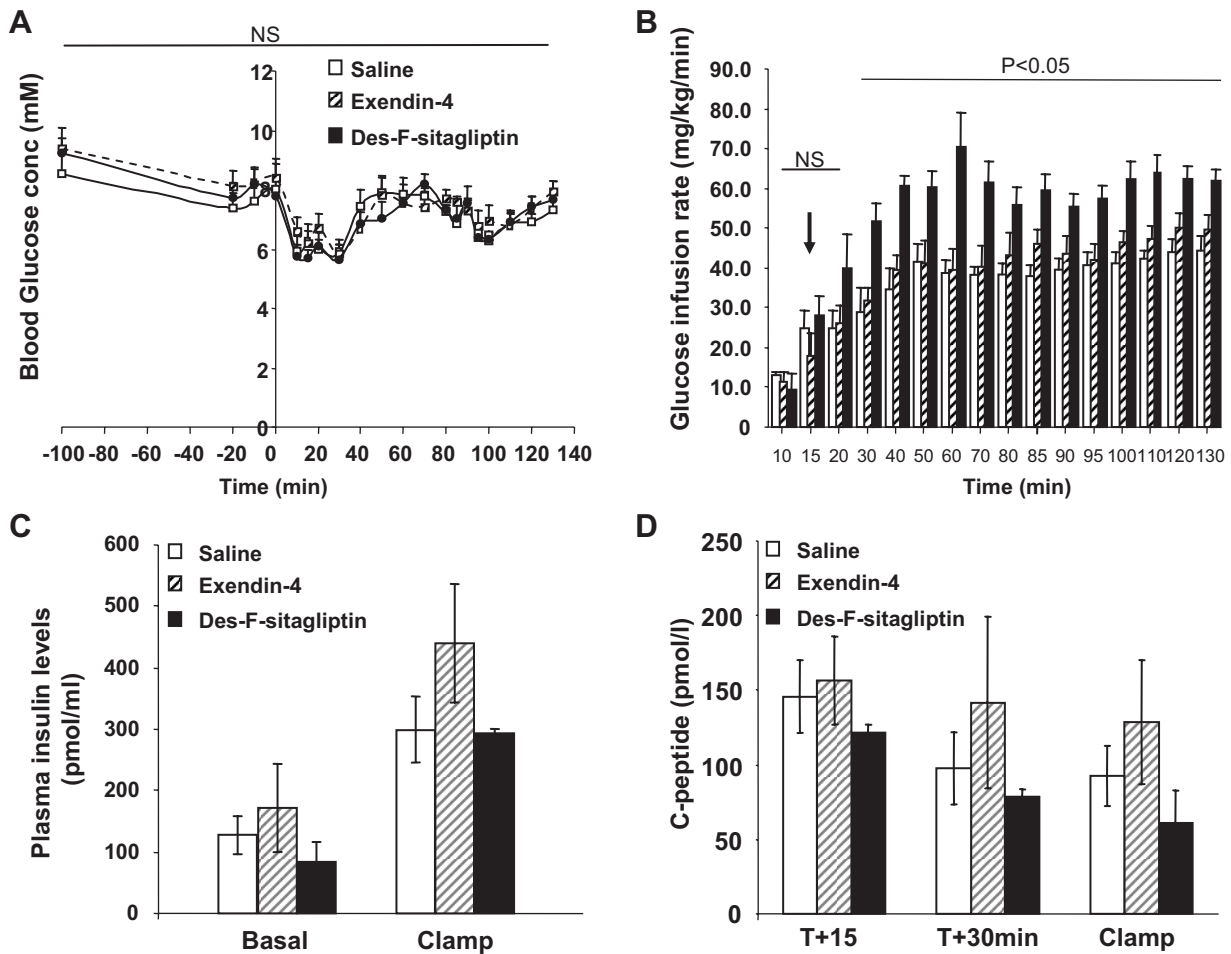 A
NS
Blood Glucose conc (mM)
12
10
8
6
4
2
0
Saline
Exendin-4
Des-F-sitagliptin
-100 -80 -60 -40 -20 0 20 40 60 80 100 120 140
Time (min)
B
P<0.05
NS
Glucose infusion rate (mg/kg/min)
90.0
80.0
70.0
60.0
50.0
40.0
30.0
20.0
10.0
0
10 15 20 30 40 50 60 70 80 85 90 95 100 110 120 130
Time (min)
C
Plasma insulin levels
(pmol/ml)
600
500
400
300
200
100
0
Saline
Exendin-4
Des-F-sitagliptin
Basal Clamp
D
C-peptide (pmol/l)
250
200
150
100
50
0
Saline
Exendin-4
Des-F-sitagliptin
T+15 T+30min Clamp